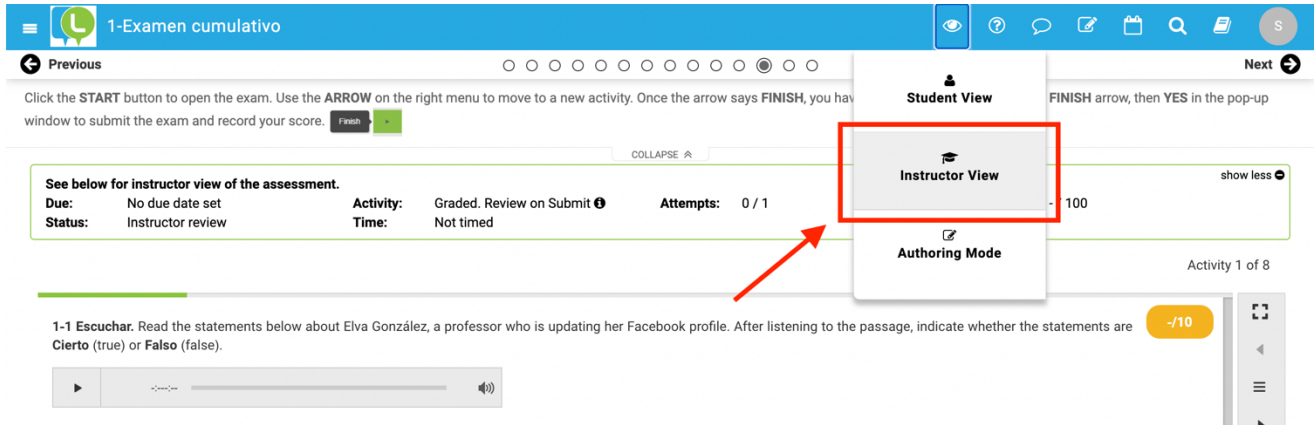 1-Examen cumulativo
S
Previous
Next
Click the START button to open the exam. Use the ARROW on the right menu to move to a new activity. Once the arrow says FINISH, you hav
FINISH arrow, then YES in the pop-up
window to submit the exam and record your score. Finish
Student View
Instructor View
Authoring Mode
COLLAPSE
See below for instructor view of the assessment.
show less
Due: No due date set Activity: Graded. Review on Submit Attempts: 0 / 1 - / 100
Status: Instructor review Time: Not timed
Activity 1 of 8
1-1 Escuchar. Read the statements below about Elva González, a professor who is updating her Facebook profile. After listening to the passage, indicate whether the statements are
Cierto (true) or Falso (false).
-/10
-:--:--